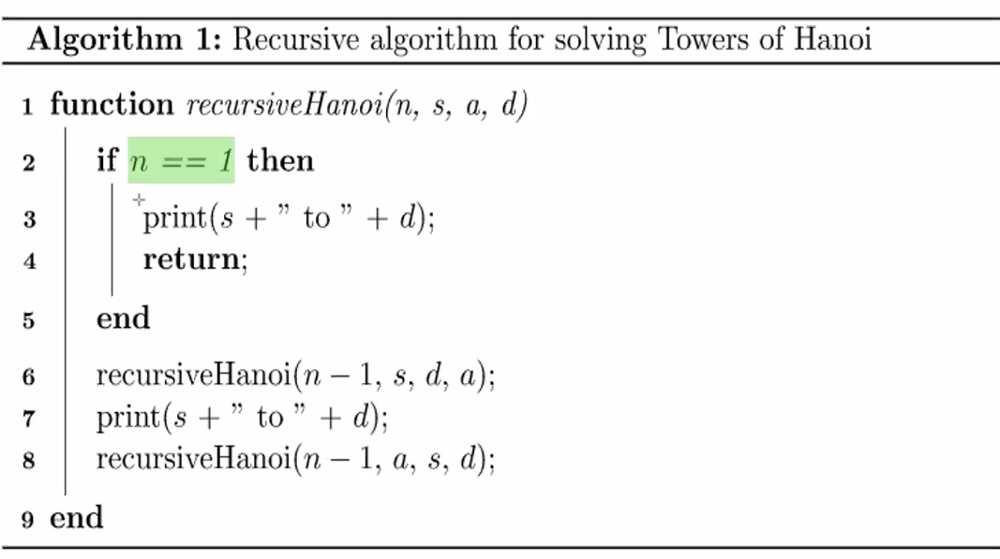 Algorithm 1: Recursive algorithm for solving Towers of Hanoi
1 function recursiveHanoi(n, s, a, d)
2 if n == 1 then
3 print(s + ” to ” + d);
4 return;
5 end
6 recursiveHanoi(n − 1, s, d, a);
7 print(s + ” to ” + d);
8 recursiveHanoi(n − 1, a, s, d);
9 end